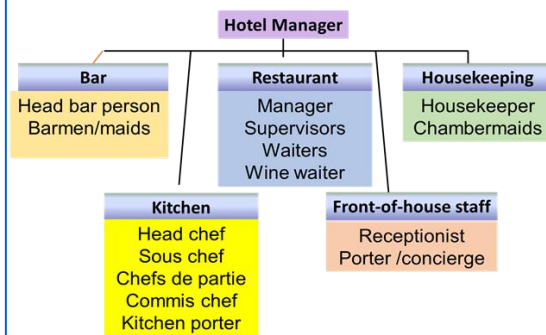 Hotel Manager
Bar
Head bar person
Barmen/maids
Restaurant
Manager
Supervisors
Waiters
Wine waiter
Housekeeping
Housekeeper
Chambermaids
Kitchen
Head chef
Sous chef
Chefs de partie
Commis chef
Kitchen porter
Front-of-house staff
Receptionist
Porter /concierge